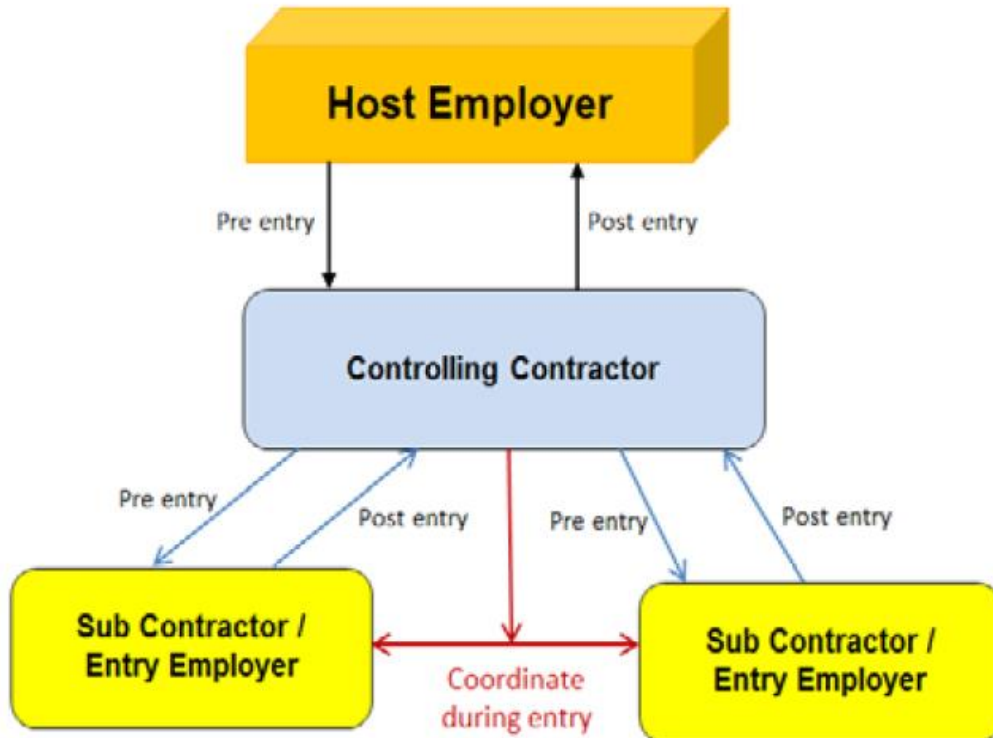 Host Employer
Pre entry
Post entry
Controlling Contractor
Pre entry
Post entry
Pre entry
Post entry
Sub Contractor /
Entry Employer
Sub Contractor /
Entry Employer
Coordinate
during entry